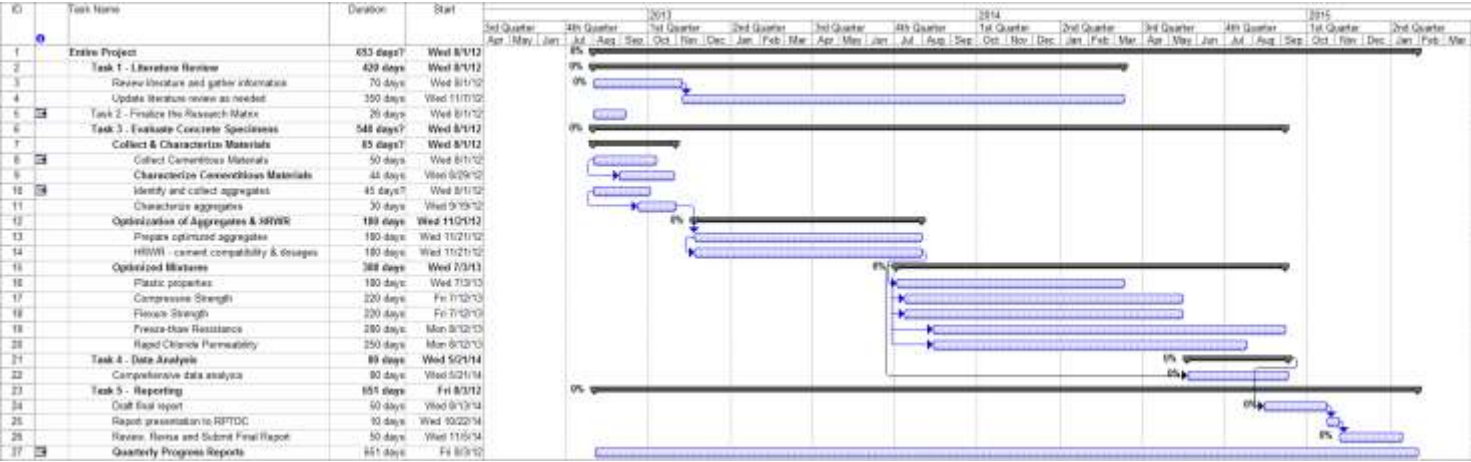 ID Task Name Duration Start
2013 2014 2015
3rd Quarter 4th Quarter 1st Quarter 2nd Quarter 3rd Quarter 4th Quarter 1st Quarter 2nd Quarter 3rd Quarter 4th Quarter 1st Quarter 2nd Quarter
Apr May Jun Jul Aug Sep Oct Nov Dec Jan Feb Mar Apr May Jun Jul Aug Sep Oct Nov Dec Jan Feb Mar Apr May Jun Jul Aug Sep Oct Nov Dec Jan Feb Mar
1 Entire Project 693 days? Wed 8/1/12 0%
2 Task 1 - Literature Review 420 days Wed 8/1/12 0%
3 Review literature and gather information 70 days Wed 8/1/12 0%
4 Update literature review as needed 350 days Wed 11/7/12
5 Task 2 - Finalize the Research Matrix 26 days Wed 8/1/12
6 Task 3 - Evaluate Concrete Specimens 548 days? Wed 8/1/12 0%
7 Collect & Characterize Materials 65 days? Wed 8/1/12
8 Collect Cementitious Materials 50 days Wed 8/1/12
9 Characterize Cementitious Materials 44 days Wed 8/29/12
10 Identify and collect aggregates 45 days? Wed 8/1/12
11 Characterize aggregates 30 days Wed 9/19/12
12 Optimization of Aggregates & HRWR 180 days Wed 11/21/12 0%
13 Prepare optimized aggregates 180 days Wed 11/21/12
14 HRWR - cement compatibility & dosages 180 days Wed 11/21/12
15 Optimized Mixtures 308 days Wed 7/3/13 0%
16 Plastic properties 180 days Wed 7/3/13
17 Compressive Strength 220 days Fri 7/12/13
18 Flexure Strength 220 days Fri 7/12/13
19 Freeze-thaw Resistance 280 days Mon 8/12/13
20 Rapid Chloride Permeability 250 days Mon 8/12/13
21 Task 4 - Data Analysis 80 days Wed 5/21/14 0%
22 Comprehensive data analysis 80 days Wed 5/21/14 0%
23 Task 5 - Reporting 651 days Fri 8/3/12 0%
24 Draft final report 50 days Wed 8/13/14 0%
25 Report presentation to RPTOC 10 days Wed 10/22/14
26 Review, Revise and Submit Final Report 50 days Wed 11/5/14 0%
27 Quarterly Progress Reports 651 days Fri 8/3/12